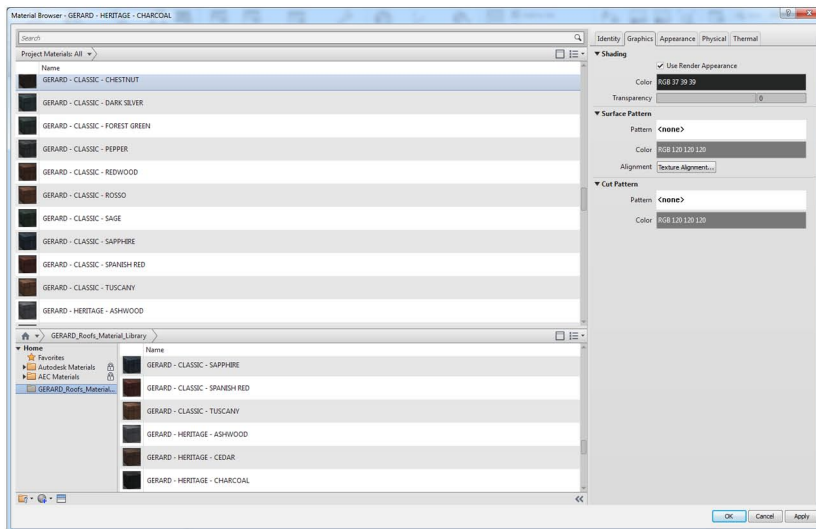 Material Browser - GERARD - HERITAGE - CHARCOAL
Search
Project Materials: All
Name
GERARD - CLASSIC - CHESTNUT
GERARD - CLASSIC - DARK SILVER
GERARD - CLASSIC - FOREST GREEN
GERARD - CLASSIC - PEPPER
GERARD - CLASSIC - REDWOOD
GERARD - CLASSIC - ROSSO
GERARD - CLASSIC - SAGE
GERARD - CLASSIC - SAPPHIRE
GERARD - CLASSIC - SPANISH RED
GERARD - CLASSIC - TUSCANY
GERARD - HERITAGE - ASHWOOD
GERARD_Roofs_Material_Library
Home
Favorites
Autodesk Materials
AEC Materials
GERARD_Roofs_Material...
Name
GERARD - CLASSIC - SAPPHIRE
GERARD - CLASSIC - SPANISH RED
GERARD - CLASSIC - TUSCANY
GERARD - HERITAGE - ASHWOOD
GERARD - HERITAGE - CEDAR
GERARD - HERITAGE - CHARCOAL
Identity Graphics Appearance Physical Thermal
Shading
Use Render Appearance
Color RGB 37 39 39
Transparency 0
Surface Pattern
Pattern <none>
Color RGB 120 120 120
Alignment Texture Alignment...
Cut Pattern
Pattern <none>
Color RGB 120 120 120
OK Cancel Apply